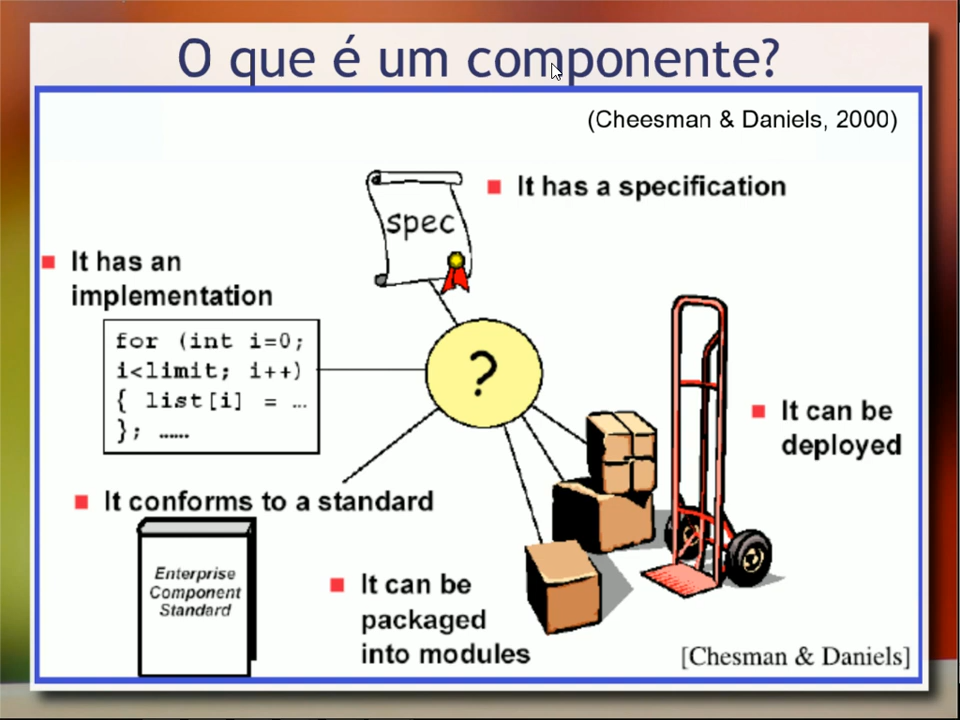 O que é um componente?
(Cheesman & Daniels, 2000)
It has a specification
spec
It has an
implementation
for (int i=0;
i<limit; i++)
{ list[i] = …
}; ……
?
It can be
deployed
It conforms to a standard
Enterprise
Component
Standard
It can be
packaged
into modules
[Chesman & Daniels]